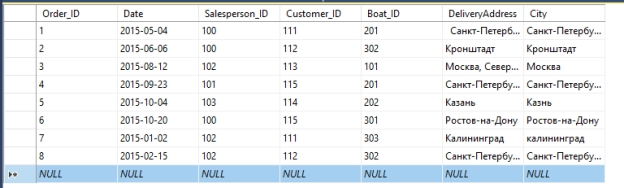 Order_ID Date Salesperson_ID Customer_ID Boat_ID DeliveryAddress City
1 2015-05-04 100 111 201 Санкт-Петерб... Санкт-Петербу...
2 2015-06-06 100 112 302 Кронштадт Кронштадт
3 2015-08-12 102 113 101 Москва, Север... Москва
4 2015-09-23 101 115 201 Санкт-Петербу... Санкт-Петербу...
5 2015-10-04 103 114 202 Казань Казнь
6 2015-10-20 100 115 301 Ростов-на-Дону Ростов-на-Дону
7 2015-01-02 102 111 303 Калининград калининград
8 2015-02-15 102 112 302 Санкт-Петербу... Санкт-Петербу...
NULL NULL NULL NULL NULL NULL NULL